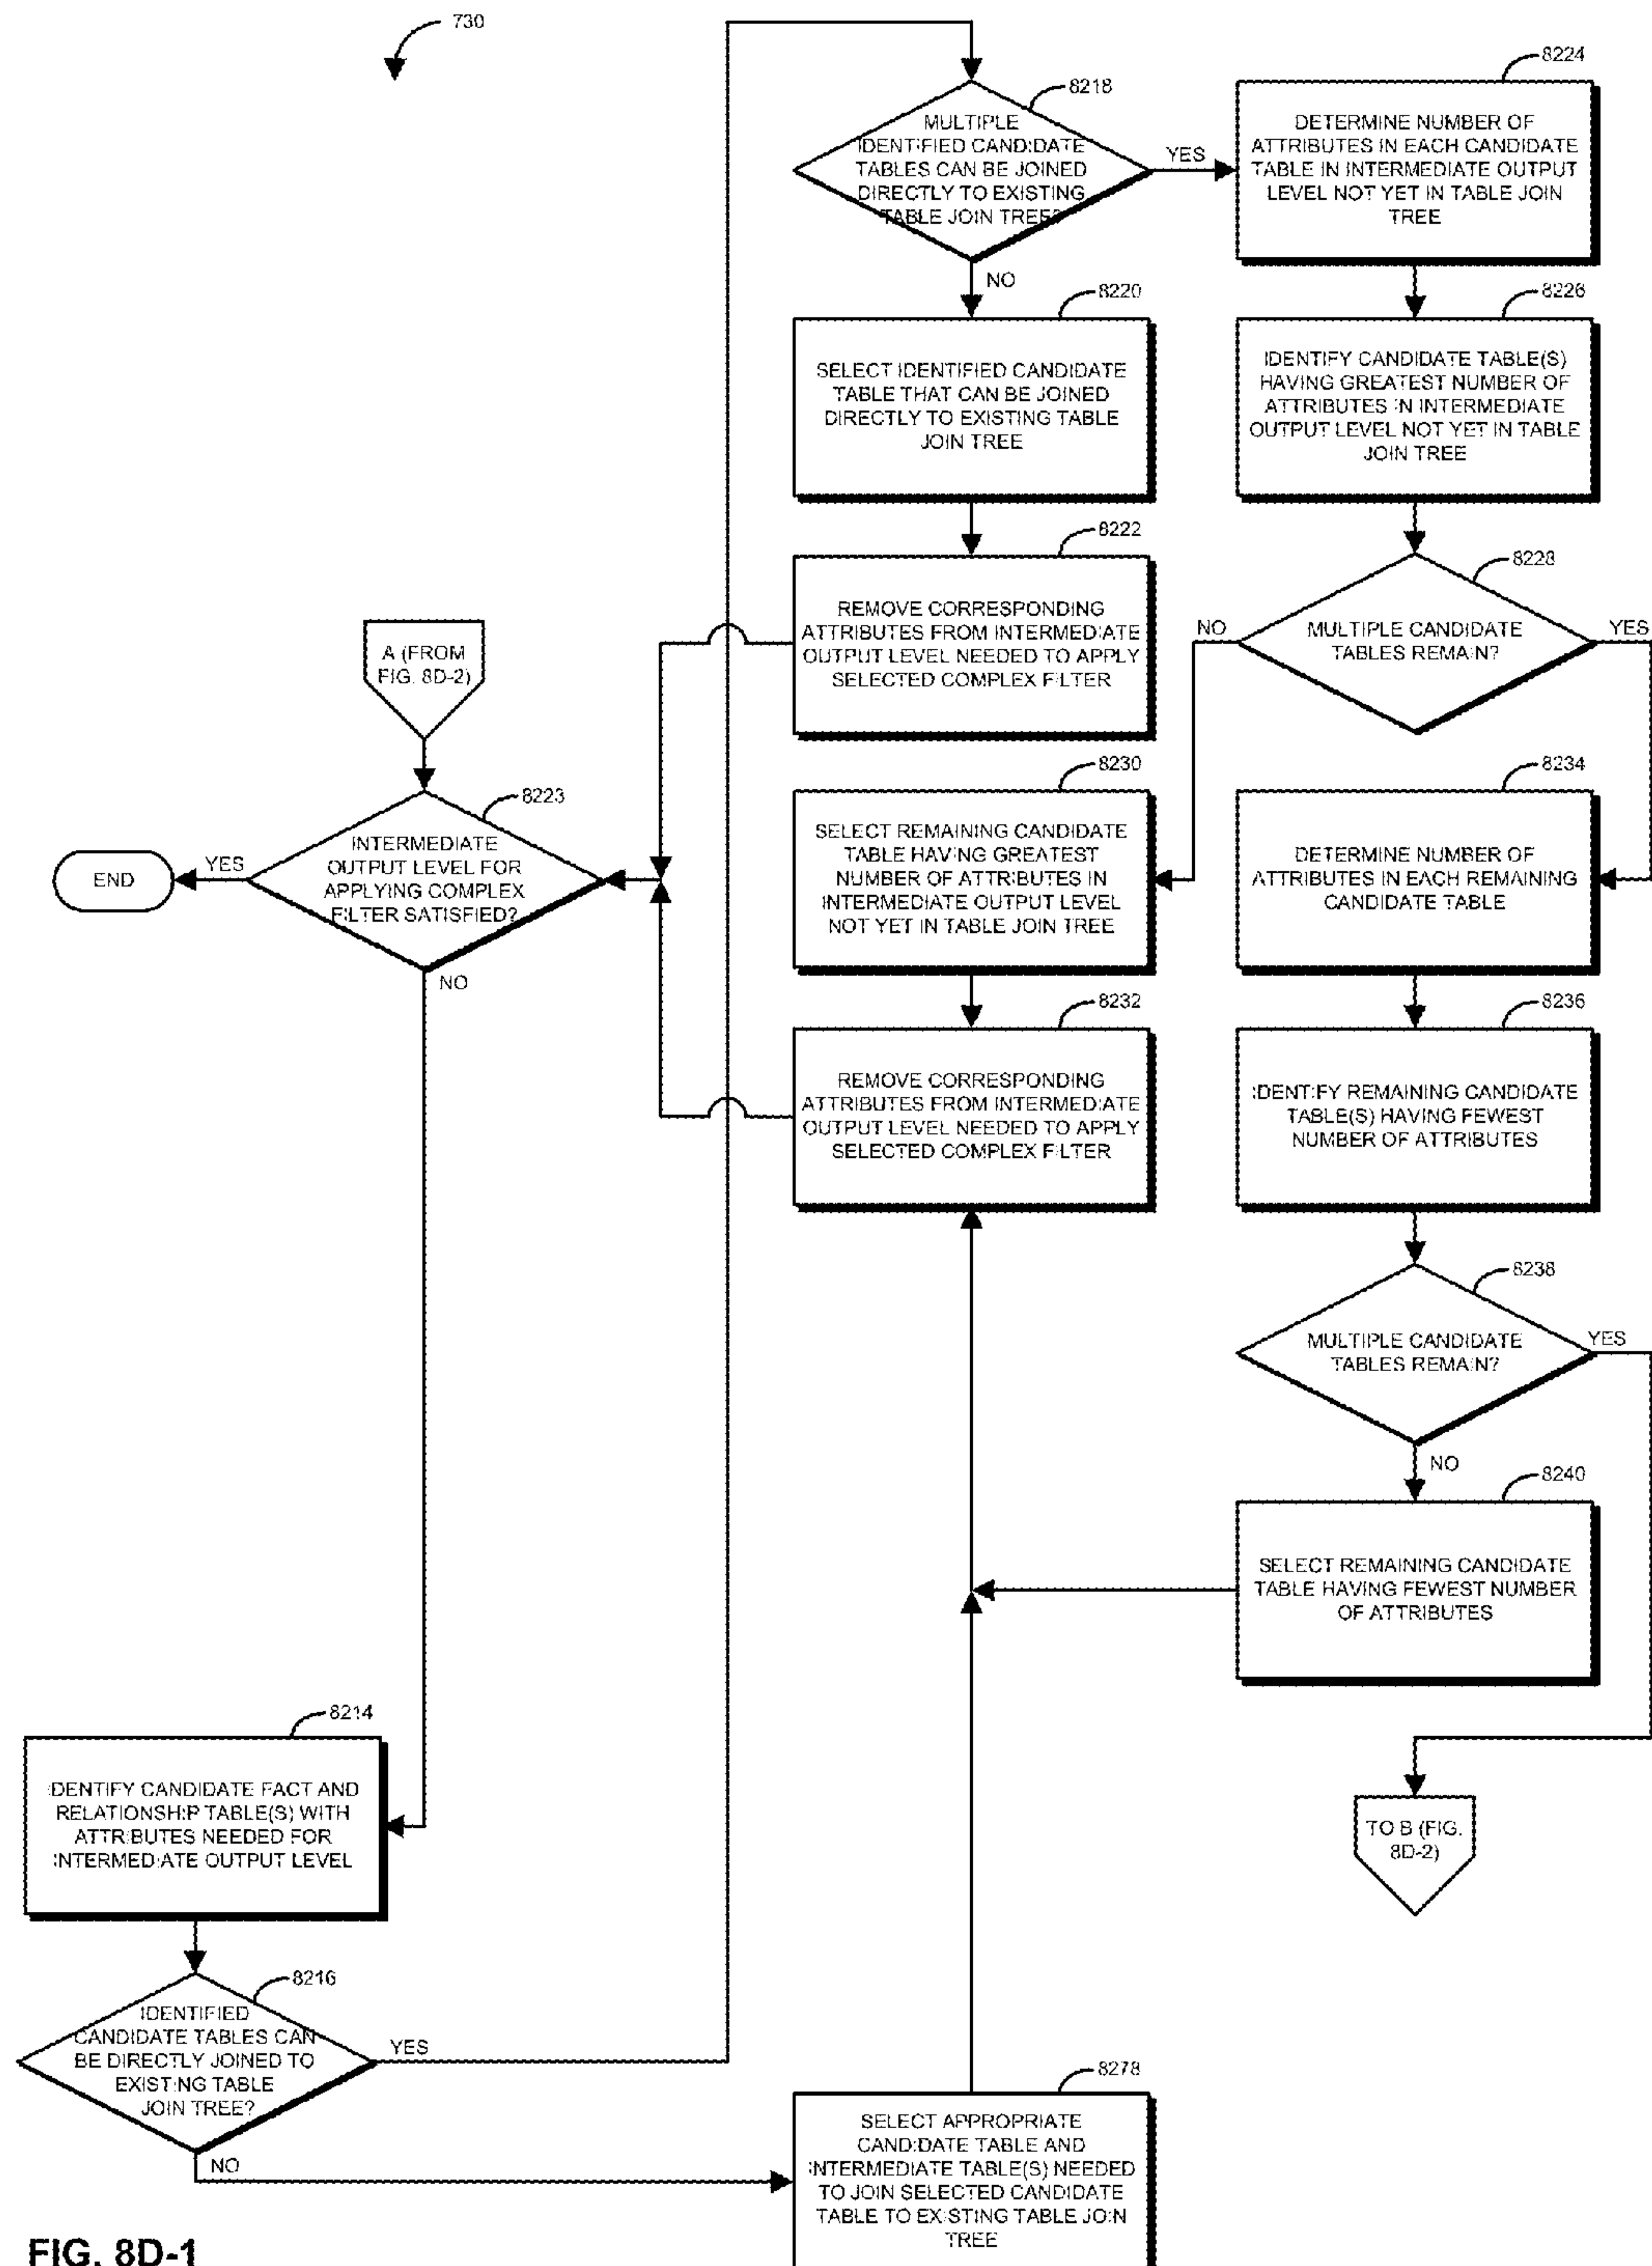 730
8218
MULTIPLE
IDENTIFIED CANDIDATE
TABLES CAN BE JOINED
DIRECTLY TO EXISTING
TABLE JOIN TREE?
YES
NO
8224
DETERMINE NUMBER OF
ATTRIBUTES IN EACH CANDIDATE
TABLE IN INTERMEDIATE OUTPUT
LEVEL NOT YET IN TABLE JOIN
TREE
8220
SELECT IDENTIFIED CANDIDATE
TABLE THAT CAN BE JOINED
DIRECTLY TO EXISTING TABLE
JOIN TREE
8226
IDENTIFY CANDIDATE TABLE(S)
HAVING GREATEST NUMBER OF
ATTRIBUTES IN INTERMEDIATE
OUTPUT LEVEL NOT YET IN TABLE
JOIN TREE
8222
REMOVE CORRESPONDING
ATTRIBUTES FROM INTERMEDIATE
OUTPUT LEVEL NEEDED TO APPLY
SELECTED COMPLEX FILTER
8228
NO
MULTIPLE CANDIDATE
TABLES REMAIN?
YES
A (FROM
FIG. 8D-2)
8223
INTERMEDIATE
OUTPUT LEVEL FOR
APPLYING COMPLEX
FILTER SATISFIED?
YES
END
NO
8230
SELECT REMAINING CANDIDATE
TABLE HAVING GREATEST
NUMBER OF ATTRIBUTES IN
INTERMEDIATE OUTPUT LEVEL
NOT YET IN TABLE JOIN TREE
8234
DETERMINE NUMBER OF
ATTRIBUTES IN EACH REMAINING
CANDIDATE TABLE
8232
REMOVE CORRESPONDING
ATTRIBUTES FROM INTERMEDIATE
OUTPUT LEVEL NEEDED TO APPLY
SELECTED COMPLEX FILTER
8236
IDENTIFY REMAINING CANDIDATE
TABLE(S) HAVING FEWEST
NUMBER OF ATTRIBUTES
8238
MULTIPLE CANDIDATE
TABLES REMAIN?
YES
NO
8240
SELECT REMAINING CANDIDATE
TABLE HAVING FEWEST NUMBER
OF ATTRIBUTES
8214
IDENTIFY CANDIDATE FACT AND
RELATIONSHIP TABLE(S) WITH
ATTRIBUTES NEEDED FOR
INTERMEDIATE OUTPUT LEVEL
TO B (FIG.
8D-2)
8216
IDENTIFIED
CANDIDATE TABLES CAN
BE DIRECTLY JOINED TO
EXISTING TABLE
JOIN TREE?
YES
NO
8278
SELECT APPROPRIATE
CANDIDATE TABLE AND
INTERMEDIATE TABLE(S) NEEDED
TO JOIN SELECTED CANDIDATE
TABLE TO EXISTING TABLE JOIN
TREE
FIG. 8D-1